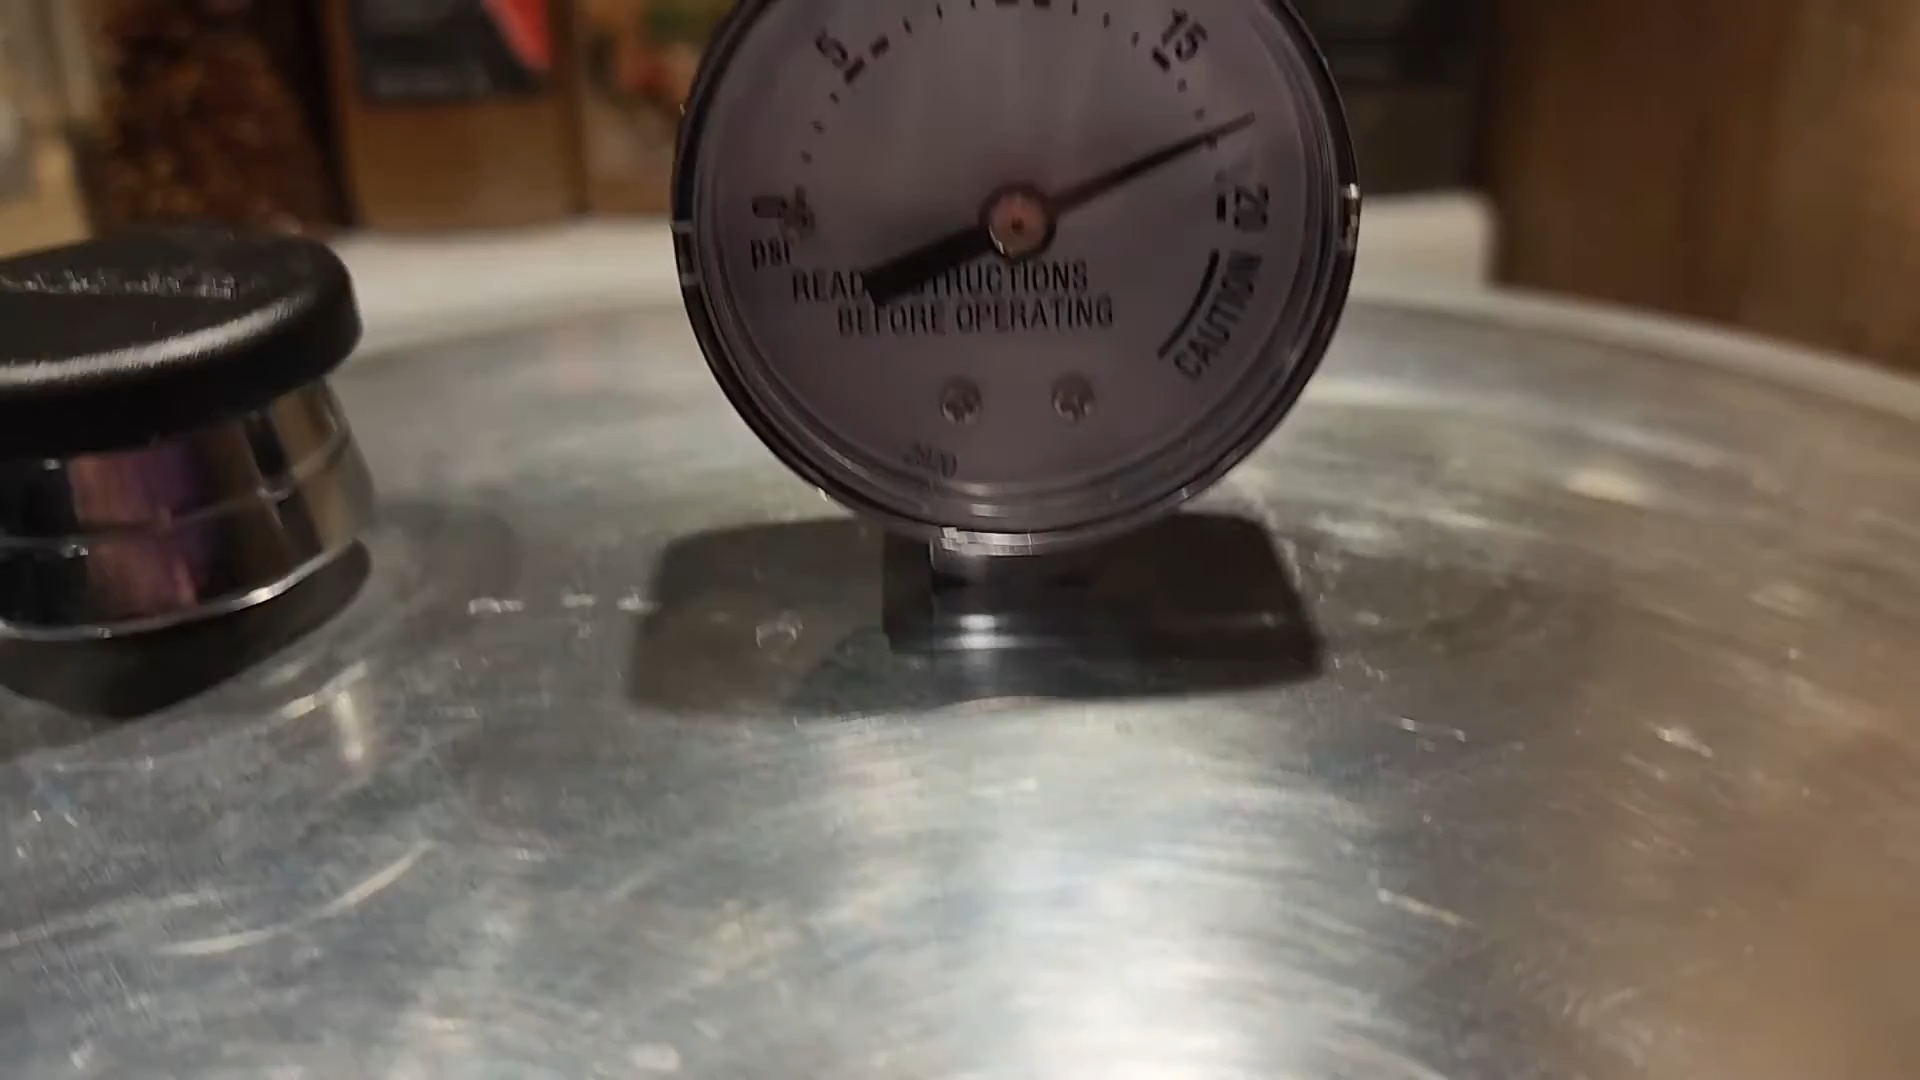 5
15
0
20
psi
READ INSTRUCTIONS
BEFORE OPERATING
CAUTION